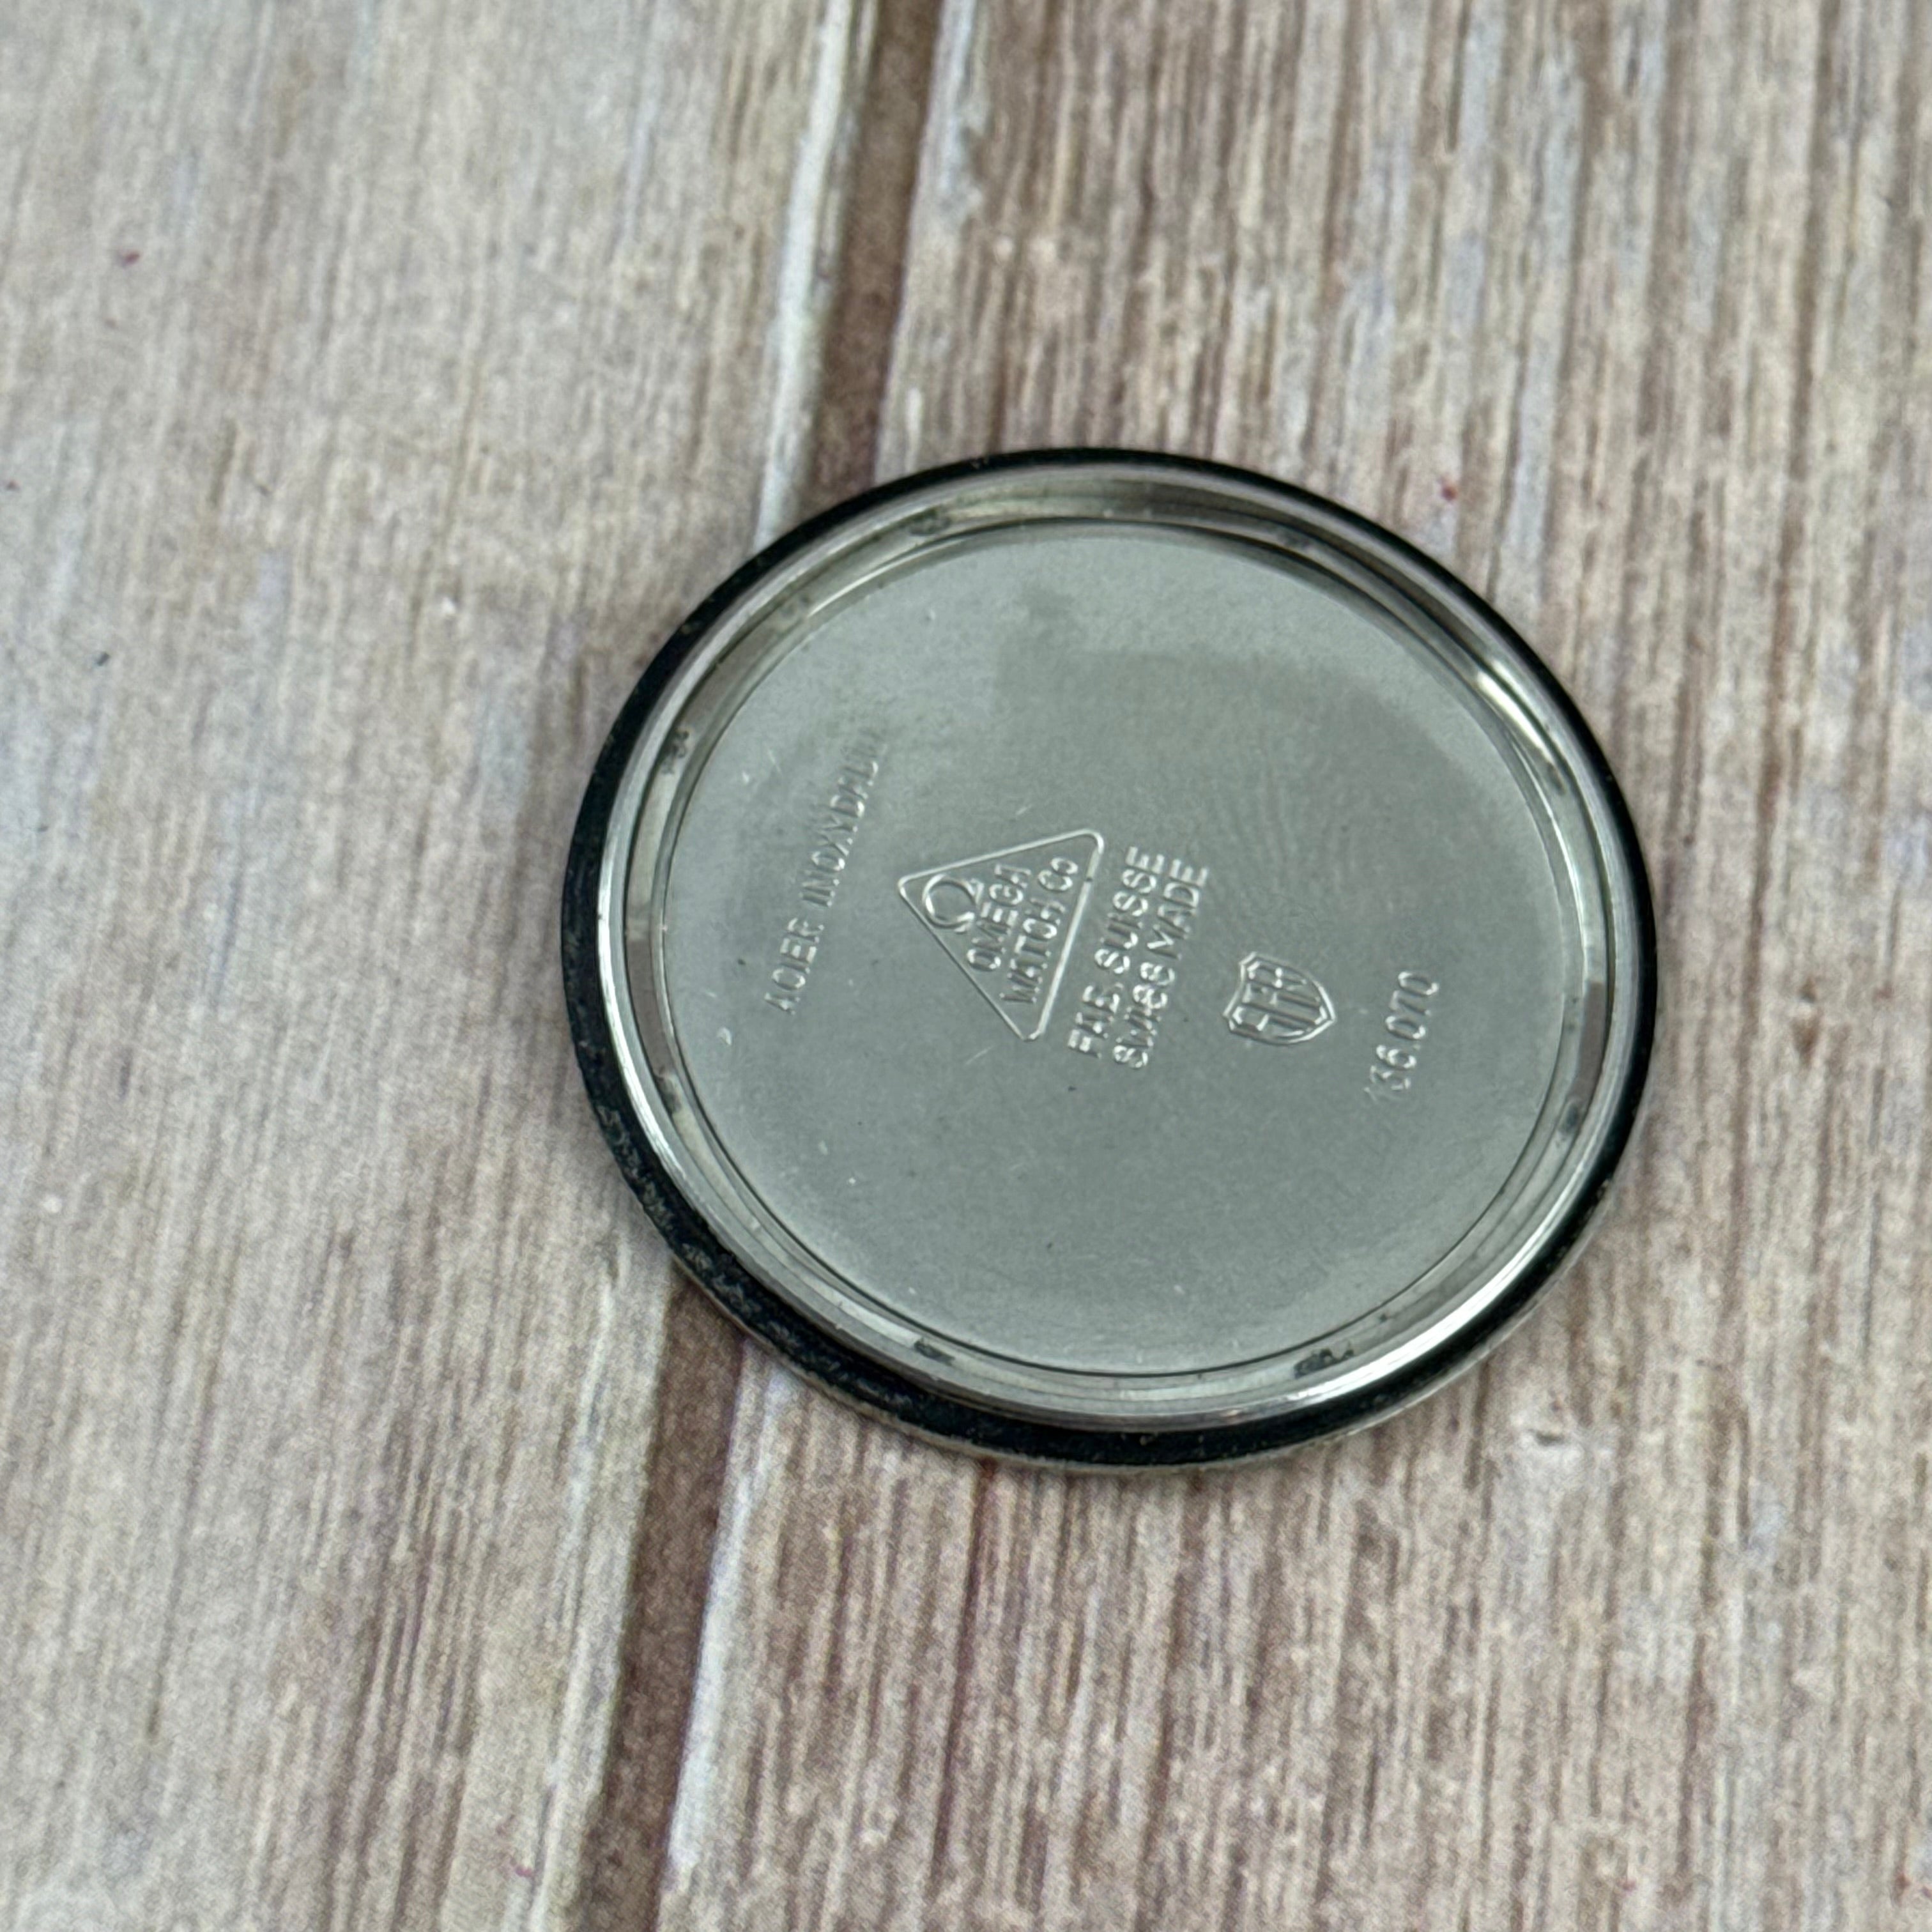 ACIER INOXYDABLE
Ω
OMEGA
WATCH Co
FAB. SUISSE
SWISS MADE
136.070